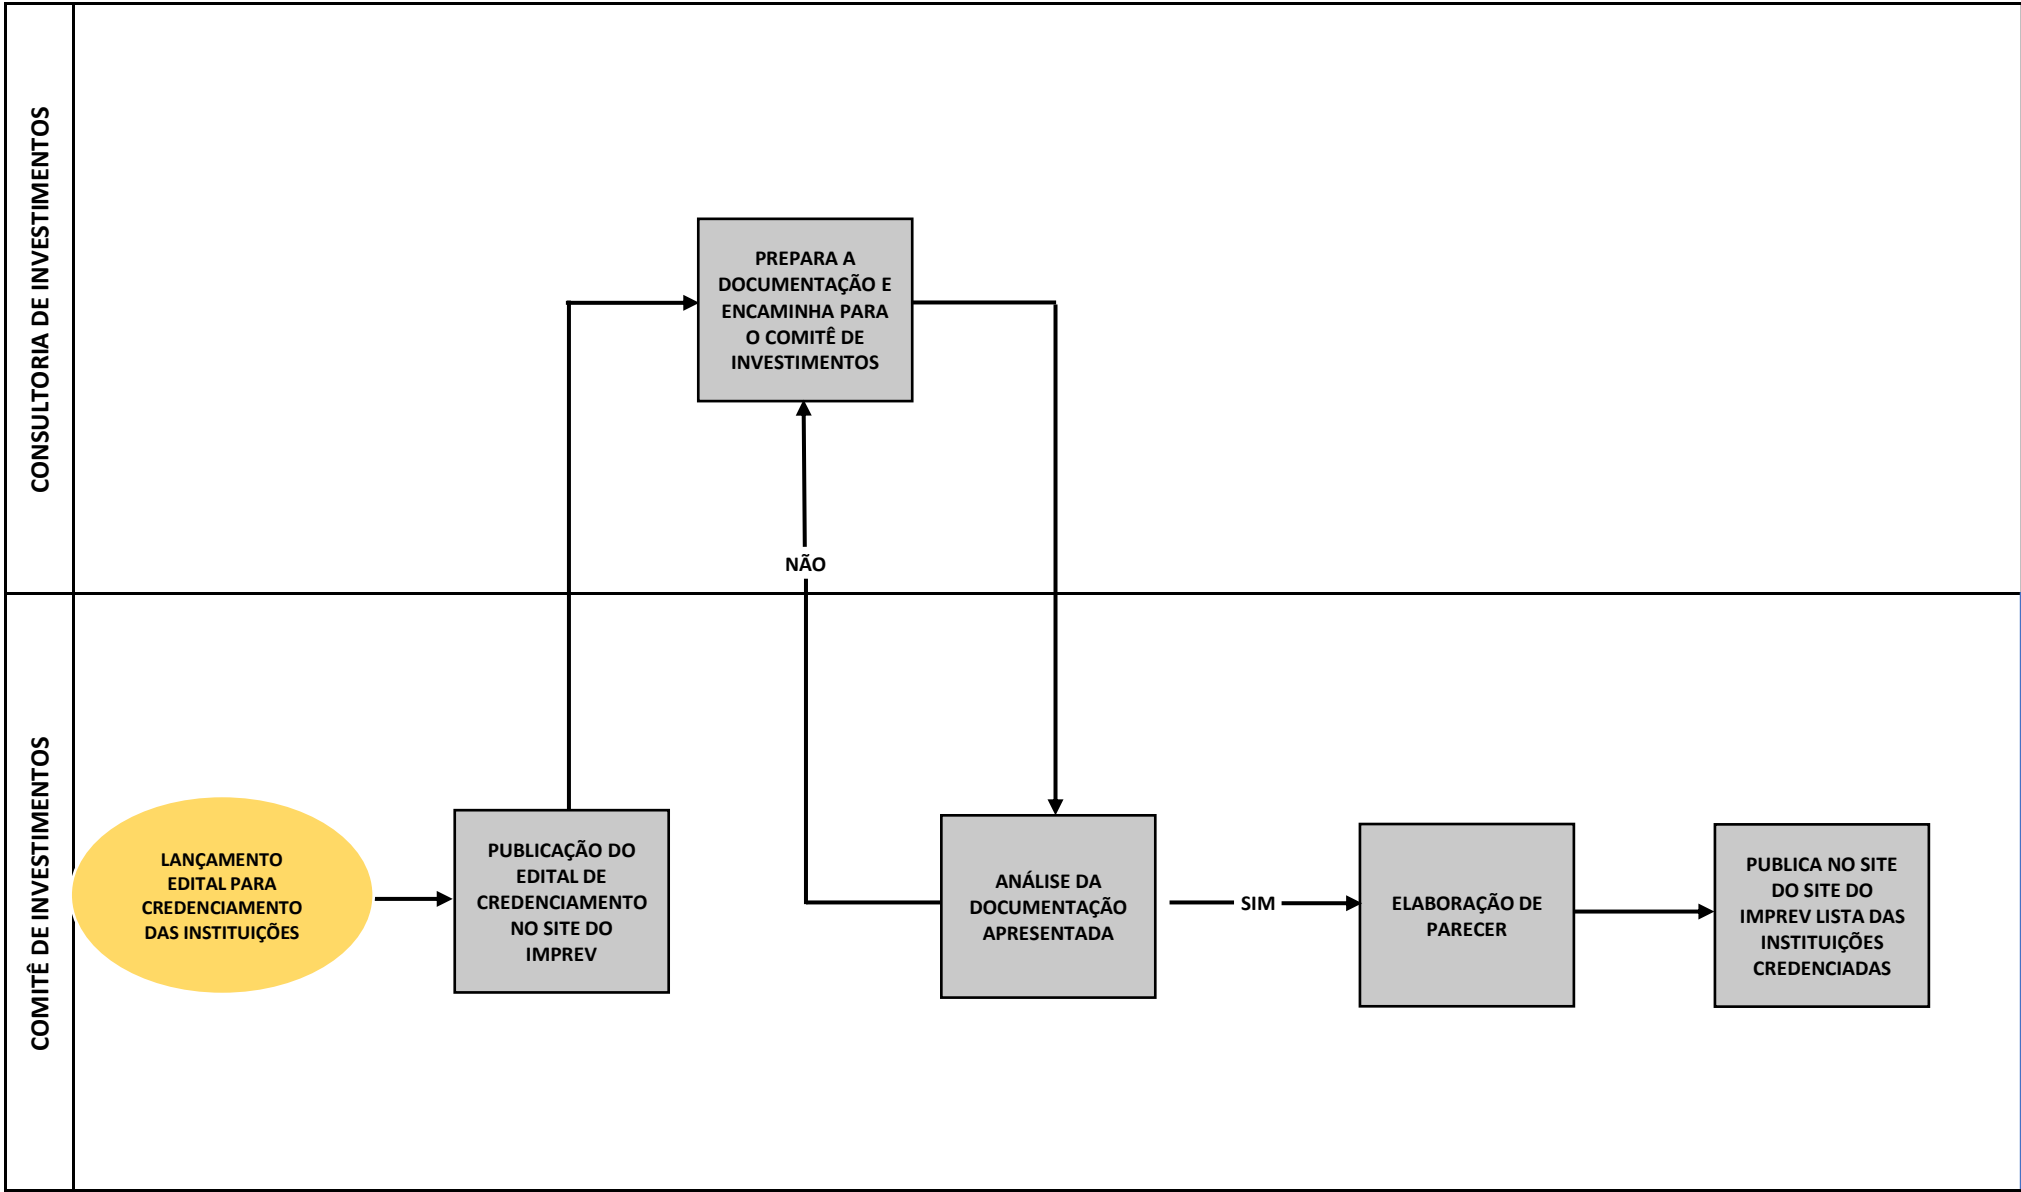 CONSULTORIA DE INVESTIMENTOS
PREPARA A
DOCUMENTAÇÃO E
ENCAMINHA PARA
O COMITÊ DE
INVESTIMENTOS
NÃO
COMITÊ DE INVESTIMENTOS
LANÇAMENTO
EDITAL PARA
CREDENCIAMENTO
DAS INSTITUIÇÕES
PUBLICAÇÃO DO
EDITAL DE
CREDENCIAMENTO
NO SITE DO
IMPREV
ANÁLISE DA
DOCUMENTAÇÃO
APRESENTADA
SIM
ELABORAÇÃO DE
PARECER
PUBLICA NO SITE
DO SITE DO
IMPREV LISTA DAS
INSTITUIÇÕES
CREDENCIADAS